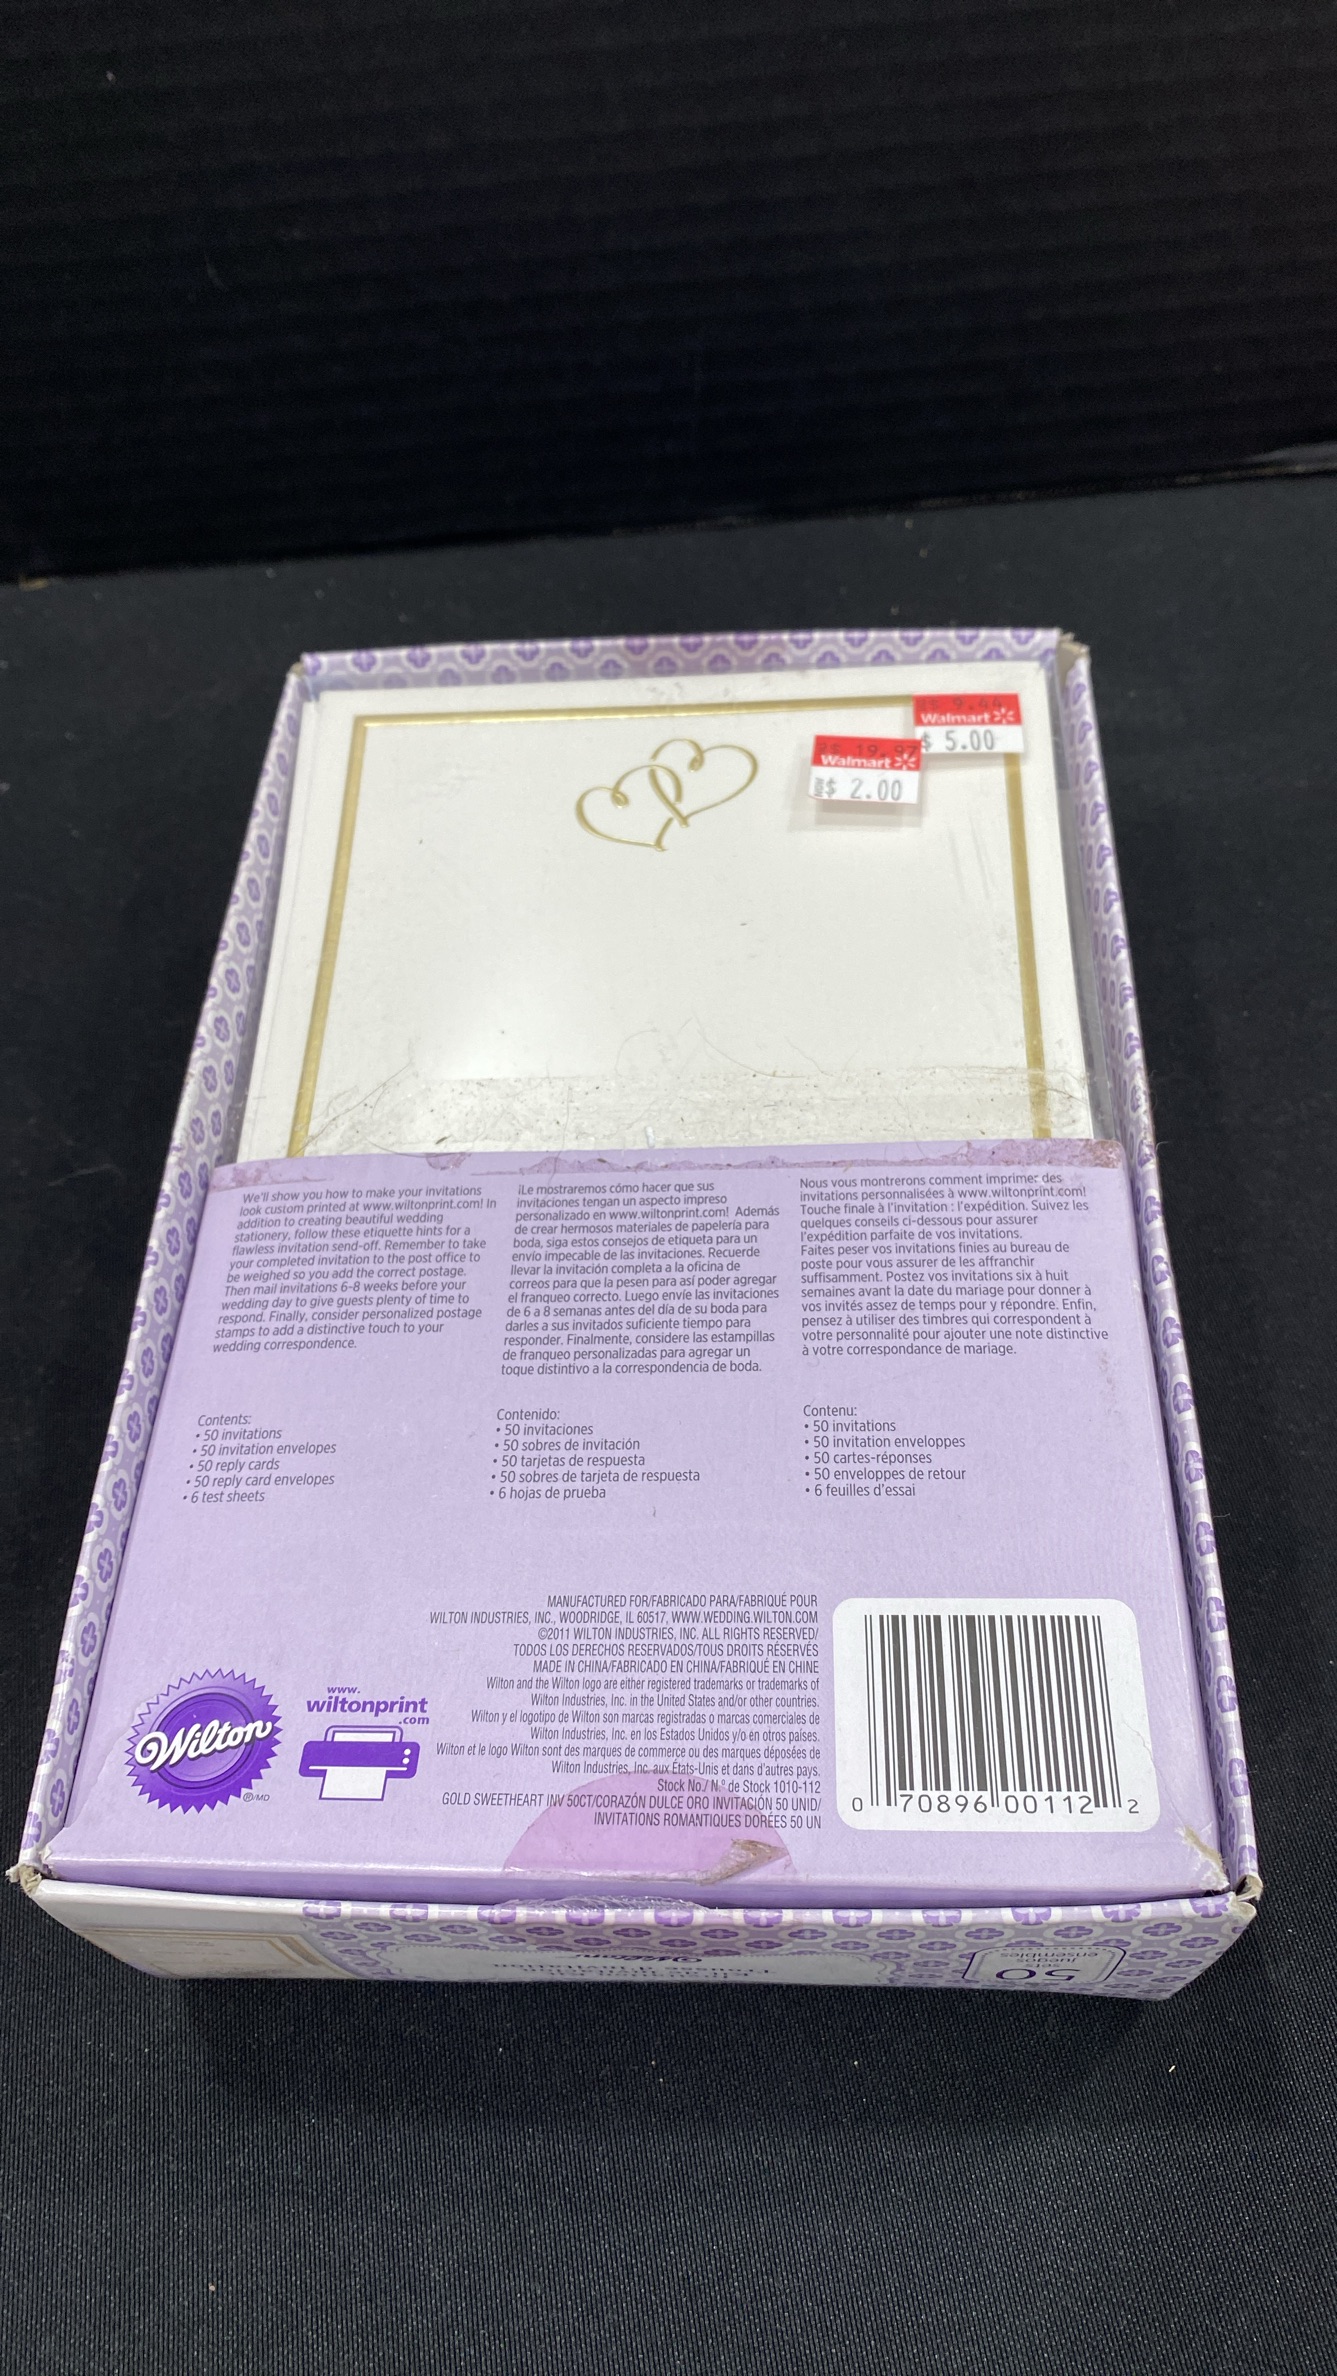 9.44
Walmart
$ 5.00
19.97
Walmart
$ 2.00
We'll show you how to make your invitations
look custom printed at www.wiltonprint.com! In
addition to creating beautiful wedding
stationery, follow these etiquette hints for a
flawless invitation send-off. Remember to take
your completed invitation to the post office to
be weighed so you add the correct postage.
Then mail invitations 6-8 weeks before your
wedding day to give guests plenty of time to
respond. Finally, consider personalized postage
stamps to add a distinctive touch to your
wedding correspondence.
¡Le mostraremos cómo hacer que sus
invitaciones tengan un aspecto impreso
personalizado en www.wiltonprint.com! Además
de crear hermosos materiales de papelería para
boda, siga estos consejos de etiqueta para un
envío impecable de las invitaciones. Recuerde
llevar la invitación completa a la oficina de
correos para que la pesen para así poder agregar
el franqueo correcto. Luego envíe las invitaciones
de 6 a 8 semanas antes del día de su boda para
darles a sus invitados suficiente tiempo para
responder. Finalmente, considere las estampillas
de franqueo personalizadas para agregar un
toque distintivo a la correspondencia de boda.
Nous vous montrerons comment imprimer des
invitations personnalisées à www.wiltonprint.com!
Touche finale à l'invitation : l'expédition. Suivez les
quelques conseils ci-dessous pour assurer
l'expédition parfaite de vos invitations.
Faites peser vos invitations finies au bureau de
poste pour vous assurer de les affranchir
suffisamment. Postez vos invitations six à huit
semaines avant la date du mariage pour donner à
vos invités assez de temps pour y répondre. Enfin,
pensez à utiliser des timbres qui correspondent à
votre personnalité pour ajouter une note distinctive
à votre correspondance de mariage.
Contents:
• 50 invitations
• 50 invitation envelopes
• 50 reply cards
• 50 reply card envelopes
• 6 test sheets
Contenido:
• 50 invitaciones
• 50 sobres de invitación
• 50 tarjetas de respuesta
• 50 sobres de tarjeta de respuesta
• 6 hojas de prueba
Contenu:
• 50 invitations
• 50 invitation enveloppes
• 50 cartes-réponses
• 50 enveloppes de retour
• 6 feuilles d'essai
MANUFACTURED FOR/FABRICADO PARA/FABRIQUÉ POUR
WILTON INDUSTRIES, INC., WOODRIDGE, IL 60517, WWW.WEDDING.WILTON.COM
©2011 WILTON INDUSTRIES, INC. ALL RIGHTS RESERVED/
TODOS LOS DERECHOS RESERVADOS/TOUS DROITS RÉSERVÉS
MADE IN CHINA/FABRICADO EN CHINA/FABRIQUÉ EN CHINE
Wilton and the Wilton logo are either registered trademarks or trademarks of
Wilton Industries, Inc. in the United States and/or other countries.
Wilton y el logotipo de Wilton son marcas registradas o marcas comerciales de
Wilton Industries, Inc. en los Estados Unidos y/o en otros países.
Wilton et le logo Wilton sont des marques de commerce ou des marques déposées de
Wilton Industries, Inc. aux États-Unis et dans d'autres pays.
Stock No./ N.º de Stock 1010-112
GOLD SWEETHEART INV 50CT/CORAZÓN DULCE ORO INVITACIÓN 50 UNID/
INVITATIONS ROMANTIQUES DORÉES 50 UN
Wilton
®/MD
www.
wiltonprint
.com
0 70896 00112 2
50
sets
juegos
ensembles